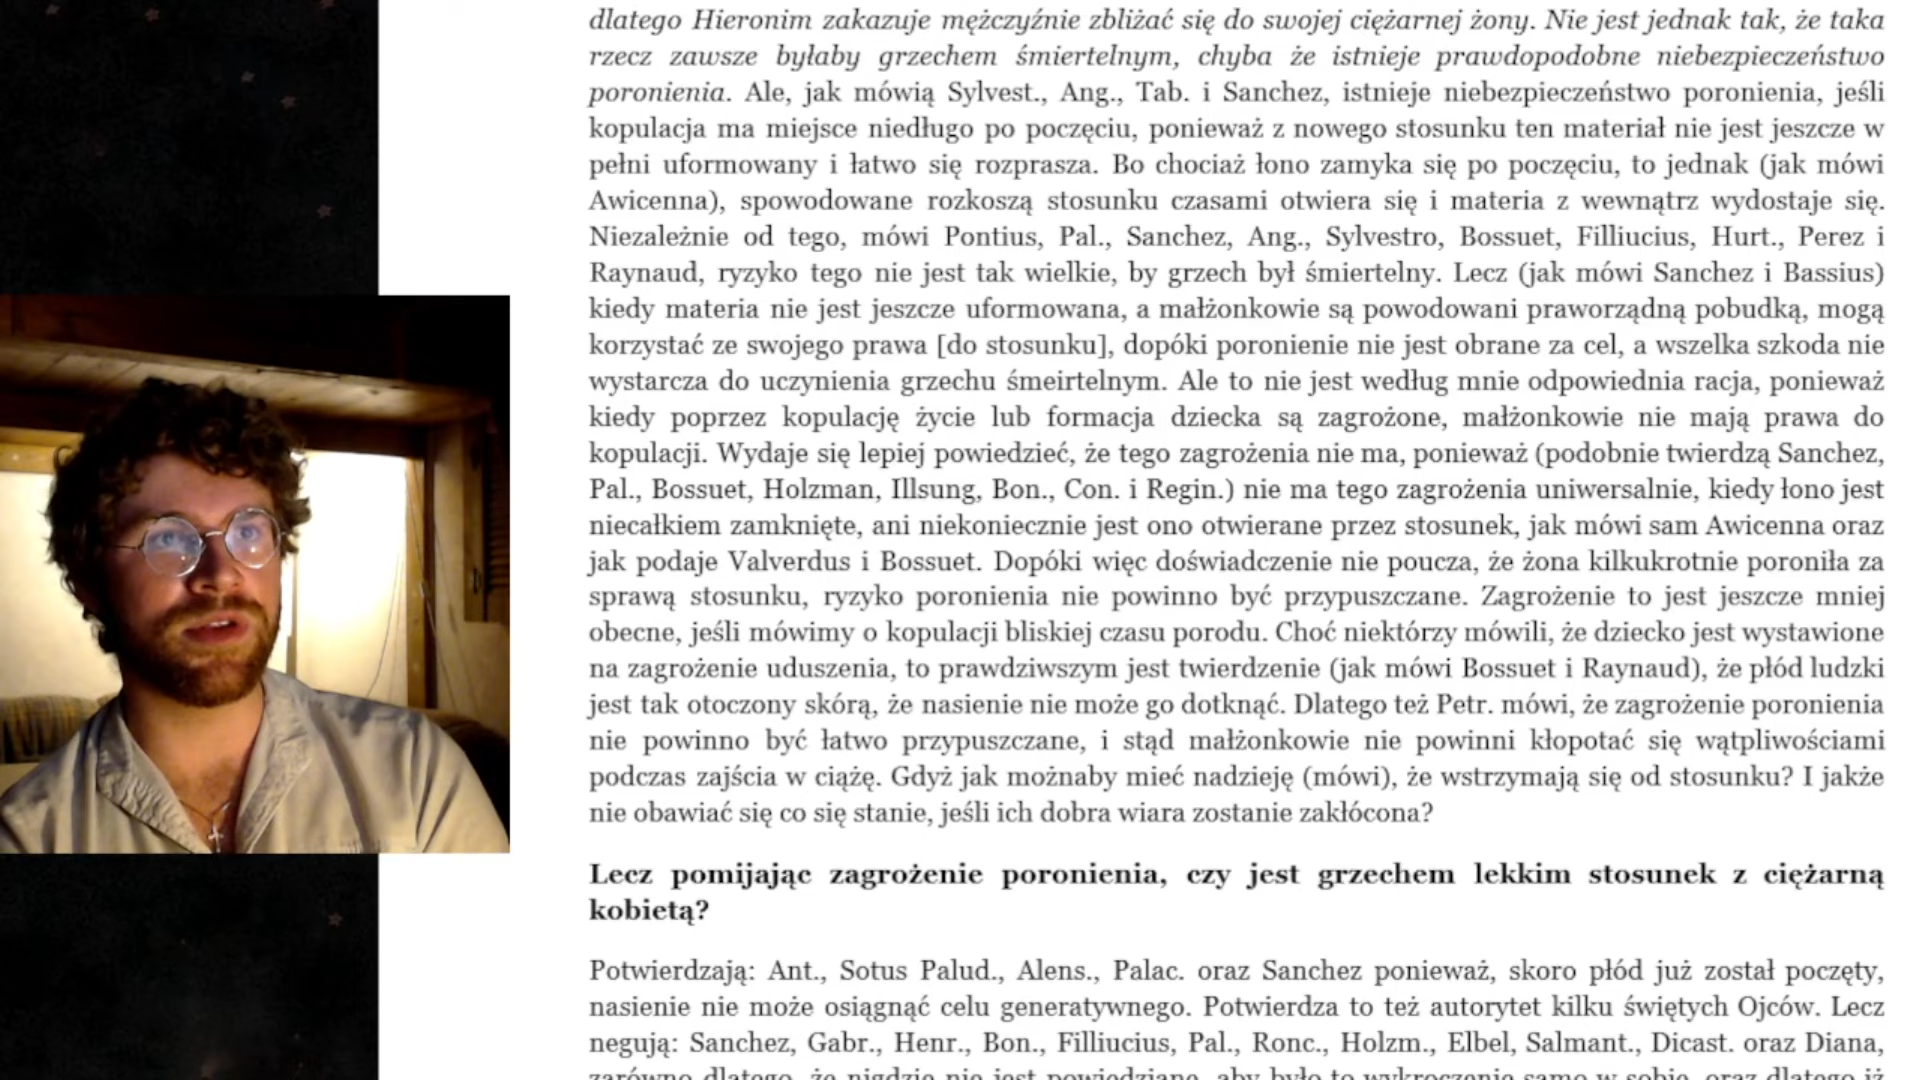 dlatego Hieronim zakazuje mężczyźnie zbliżać się do swojej ciężarnej żony. Nie jest jednak tak, że taka
rzecz zawsze byłaby grzechem śmiertelnym, chyba że istnieje prawdopodobne niebezpieczeństwo
poronienia. Ale, jak mówią Sylvest., Ang., Tab. i Sanchez, istnieje niebezpieczeństwo poronienia, jeśli
kopulacja ma miejsce niedługo po poczęciu, ponieważ z nowego stosunku ten materiał nie jest jeszcze w
pełni uformowany i łatwo się rozprasza. Bo chociaż łono zamyka się po poczęciu, to jednak (jak mówi
Awicenna), spowodowane rozkoszą stosunku czasami otwiera się i materia z wewnątrz wydostaje się.
Niezależnie od tego, mówi Pontius, Pal., Sanchez, Ang., Sylvestro, Bossuet, Filliucius, Hurt., Perez i
Raynaud, ryzyko tego nie jest tak wielkie, by grzech był śmiertelny. Lecz (jak mówi Sanchez i Bassius)
kiedy materia nie jest jeszcze uformowana, a małżonkowie są powodowani praworządną pobudką, mogą
korzystać ze swojego prawa [do stosunku], dopóki poronienie nie jest obrane za cel, a wszelka szkoda nie
wystarcza do uczynienia grzechu śmeirtelnym. Ale to nie jest według mnie odpowiednia racja, ponieważ
kiedy poprzez kopulację życie lub formacja dziecka są zagrożone, małżonkowie nie mają prawa do
kopulacji. Wydaje się lepiej powiedzieć, że tego zagrożenia nie ma, ponieważ (podobnie twierdzą Sanchez,
Pal., Bossuet, Holzman, Illsung, Bon., Con. i Regin.) nie ma tego zagrożenia uniwersalnie, kiedy łono jest
niecałkiem zamknięte, ani niekoniecznie jest ono otwierane przez stosunek, jak mówi sam Awicenna oraz
jak podaje Valverdus i Bossuet. Dopóki więc doświadczenie nie poucza, że żona kilkukrotnie poroniła za
sprawą stosunku, ryzyko poronienia nie powinno być przypuszczane. Zagrożenie to jest jeszcze mniej
obecne, jeśli mówimy o kopulacji bliskiej czasu porodu. Choć niektórzy mówili, że dziecko jest wystawione
na zagrożenie uduszenia, to prawdziwszym jest twierdzenie (jak mówi Bossuet i Raynaud), że płód ludzki
jest tak otoczony skórą, że nasienie nie może go dotknąć. Dlatego też Petr. mówi, że zagrożenie poronienia
nie powinno być łatwo przypuszczane, i stąd małżonkowie nie powinni kłopotać się wątpliwościami
podczas zajścia w ciążę. Gdyż jak możnaby mieć nadzieję (mówi), że wstrzymają się od stosunku? I jakże
nie obawiać się co się stanie, jeśli ich dobra wiara zostanie zakłócona?
Lecz pomijając zagrożenie poronienia, czy jest grzechem lekkim stosunek z ciężarną
kobietą?
Potwierdzają: Ant., Sotus Palud., Alens., Palac. oraz Sanchez ponieważ, skoro płód już został poczęty,
nasienie nie może osiągnąć celu generatywnego. Potwierdza to też autorytet kilku świętych Ojców. Lecz
negują: Sanchez, Gabr., Henr., Bon., Filliucius, Pal., Ronc., Holzm., Elbel, Salmant., Dicast. oraz Diana,
zarówno dlatego, że nigdzie nie jest powiedziane, aby było to wykroczenie samo w sobie, oraz dlatego iż